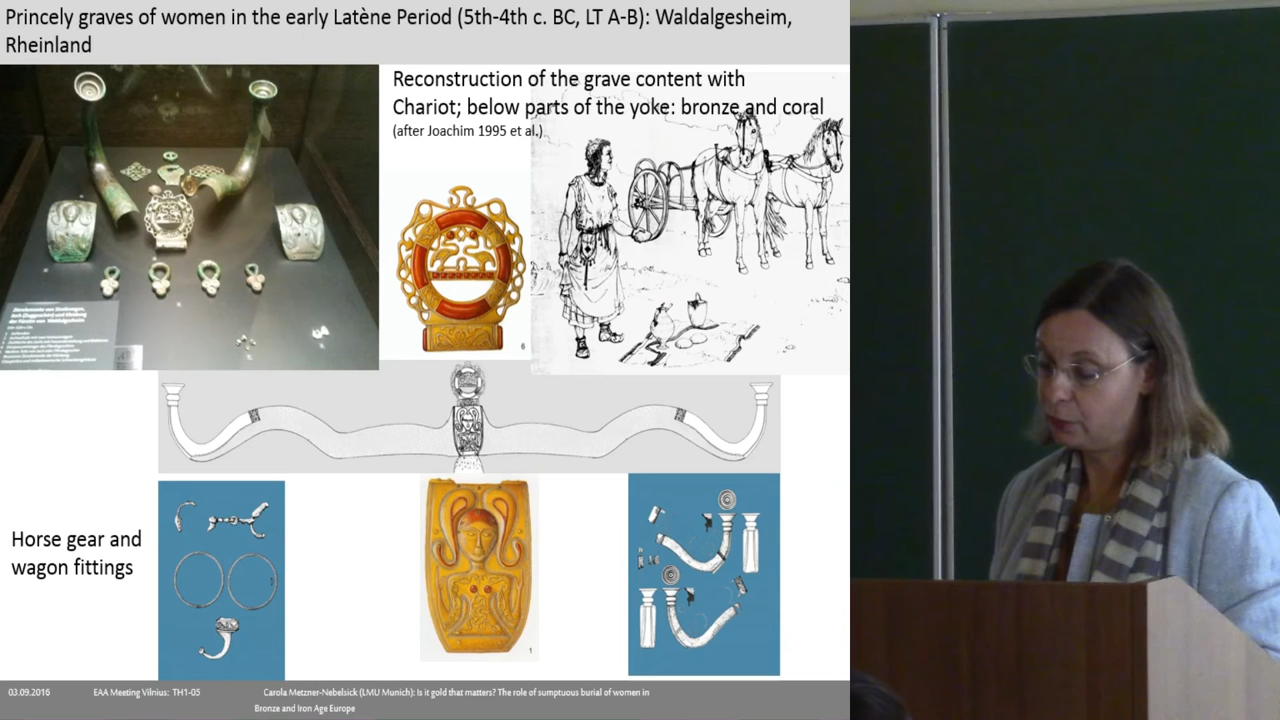 Princely graves of women in the early Latène Period (5th-4th c. BC, LT A-B): Waldalgesheim,
Rheinland
Reconstruction of the grave content with
Chariot; below parts of the yoke: bronze and coral
(after Joachim 1995 et al.)
6
Horse gear and
wagon fittings
1
03.09.2016
EAA Meeting Vilnius: TH1-05
Carola Metzner-Nebelsick (LMU Munich): Is it gold that matters? The role of sumptuous burial of women in
Bronze and Iron Age Europe